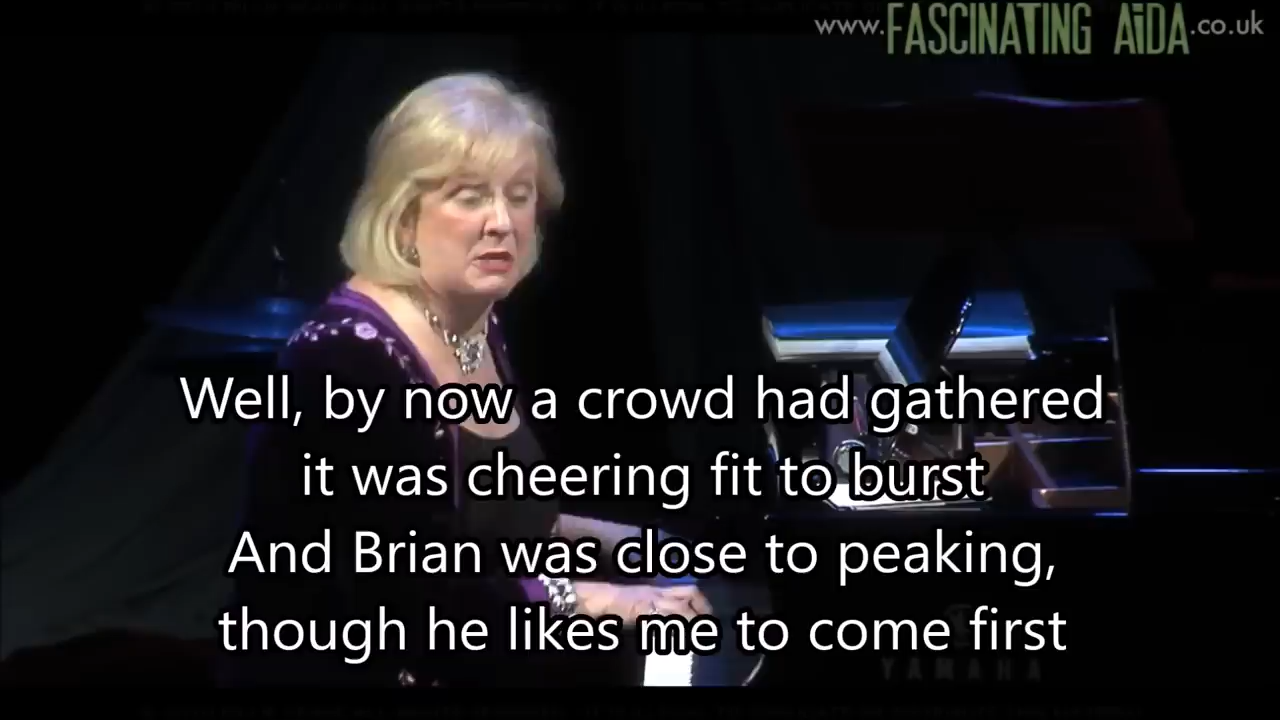 www.FASCINATING AiDA.co.uk
Well, by now a crowd had gathered
it was cheering fit to burst
And Brian was close to peaking,
though he likes me to come first
YAMAHA